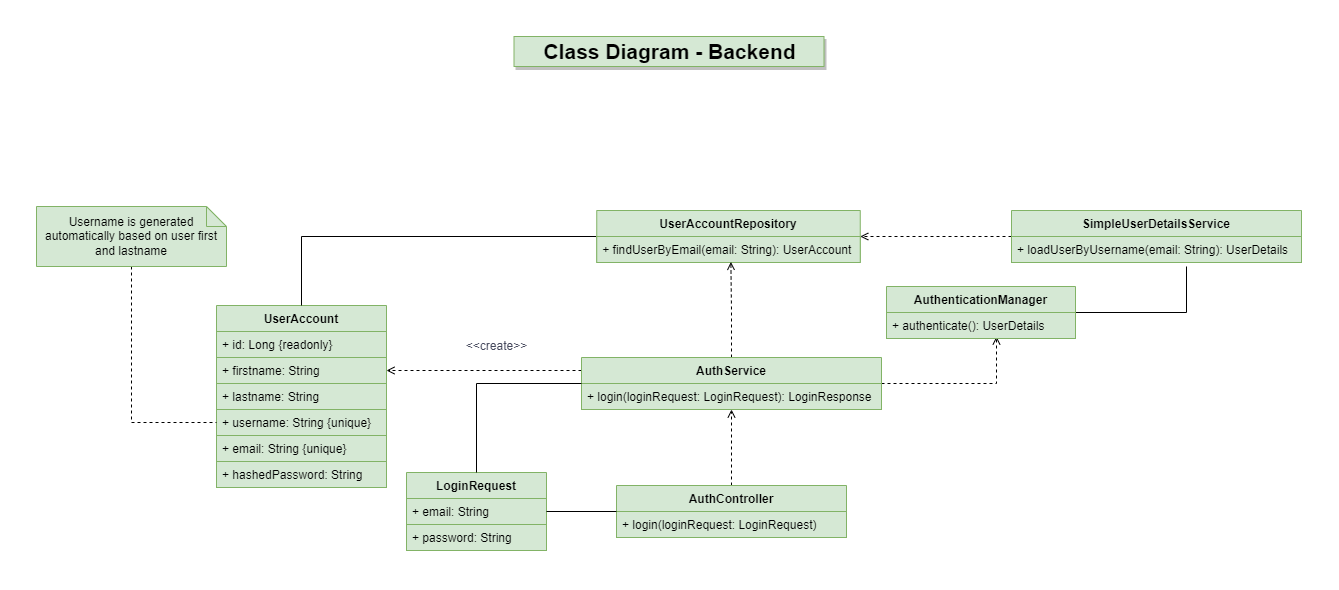 Class Diagram - Backend
Username is generated
automatically based on user first
and lastname
UserAccountRepository
+ findUserByEmail(email: String): UserAccount
SimpleUserDetailsService
+ loadUserByUsername(email: String): UserDetails
AuthenticationManager
+ authenticate(): UserDetails
UserAccount
+ id: Long {readonly}
+ firstname: String
+ lastname: String
+ username: String {unique}
+ email: String {unique}
+ hashedPassword: String
<<create>>
AuthService
+ login(loginRequest: LoginRequest): LoginResponse
LoginRequest
+ email: String
+ password: String
AuthController
+ login(loginRequest: LoginRequest)